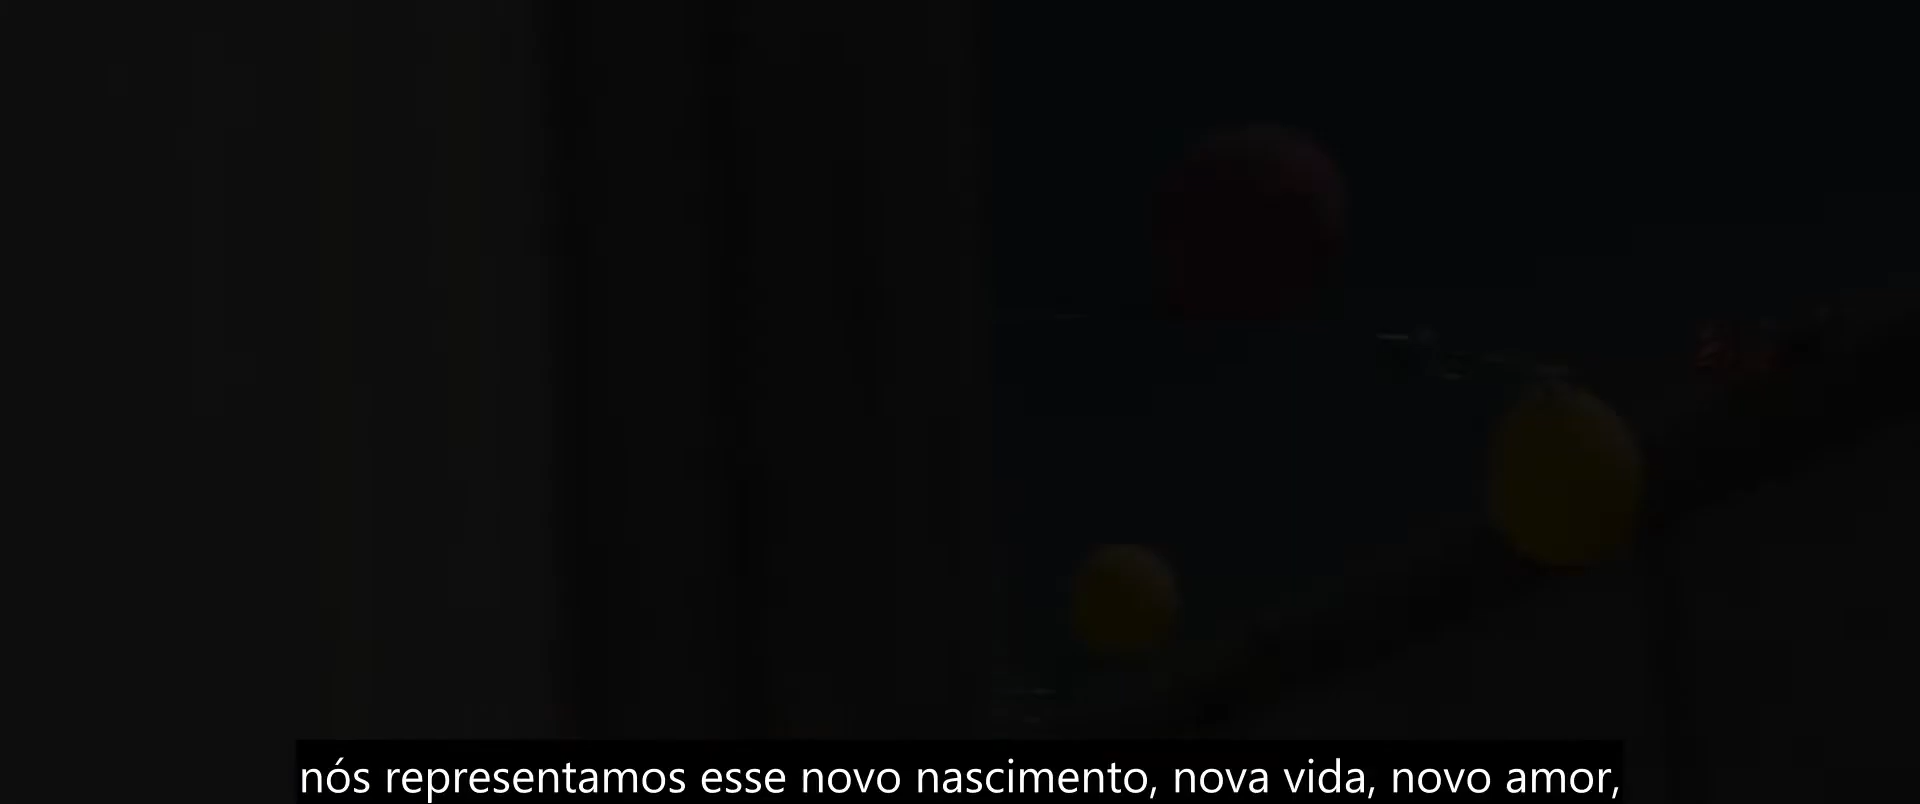 nós representamos esse novo nascimento, nova vida, novo amor,